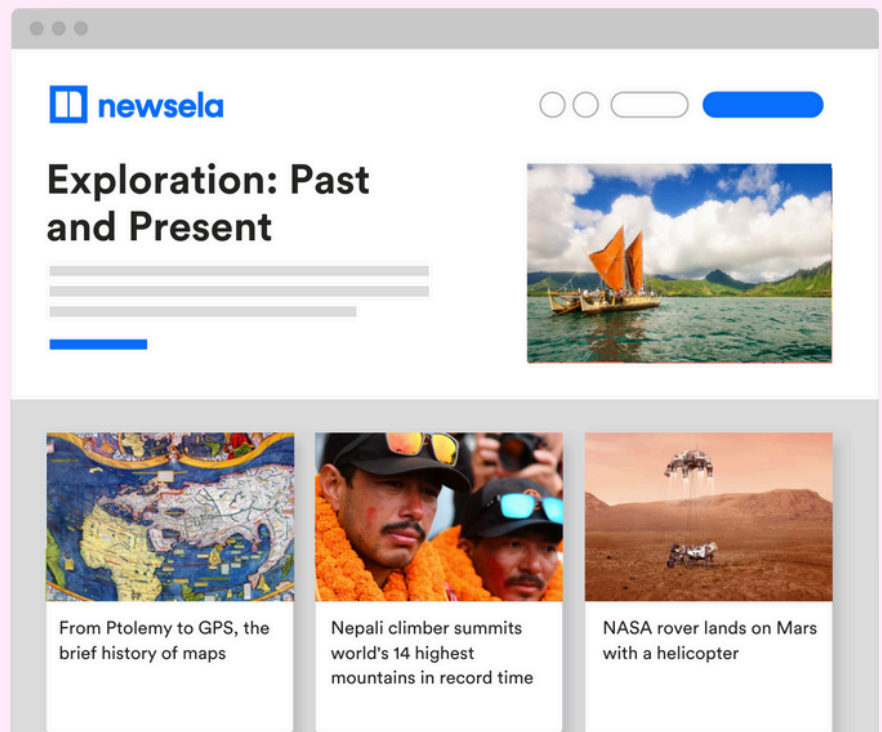 newsela
Exploration: Past
and Present
From Ptolemy to GPS, the
brief history of maps
Nepali climber summits
world's 14 highest
mountains in record time
NASA rover lands on Mars
with a helicopter